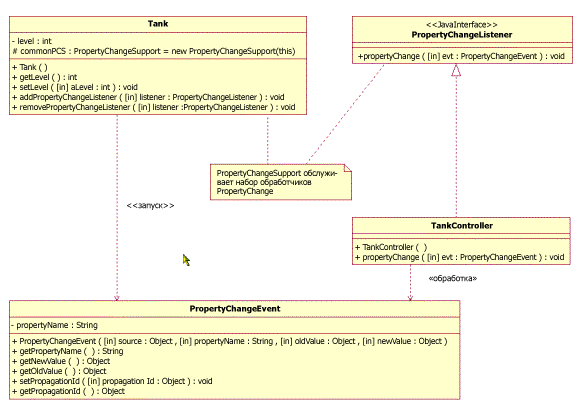 Tank
- level : int
# commonPCS : PropertyChangeSupport = new PropertyChangeSupport(this)
+ Tank ( )
+ getLevel ( ) : int
+ setLevel ( [in] aLevel : int ) : void
+ addPropertyChangeListener ( [in] listener : PropertyChangeListener ) : void
+ removePropertyChangeListener ( [in] listener :PropertyChangeListener ) : void
<<JavaInterface>>
PropertyChangeListener
+propertyChange ( [in] evt : PropertyChangeEvent ) : void
PropertyChangeSupport обслужи-
вает набор обработчиков
PropertyChange
<<запуск>>
TankController
+ TankController ( )
+ propertyChange ( [in] evt : PropertyChangeEvent ) : void
«обработка»
PropertyChangeEvent
- propertyName : String
+ PropertyChangeEvent ( [in] source : Object , [in] propertyName : String , [in] oldValue : Object , [in] newValue : Object )
+ getPropertyName ( ) : String
+ getNewValue ( ) : Object
+ getOldValue ( ) : Object
+ setPropagationId ( [in] propagation Id : Object ) : void
+ getPropagationId ( ) : Object